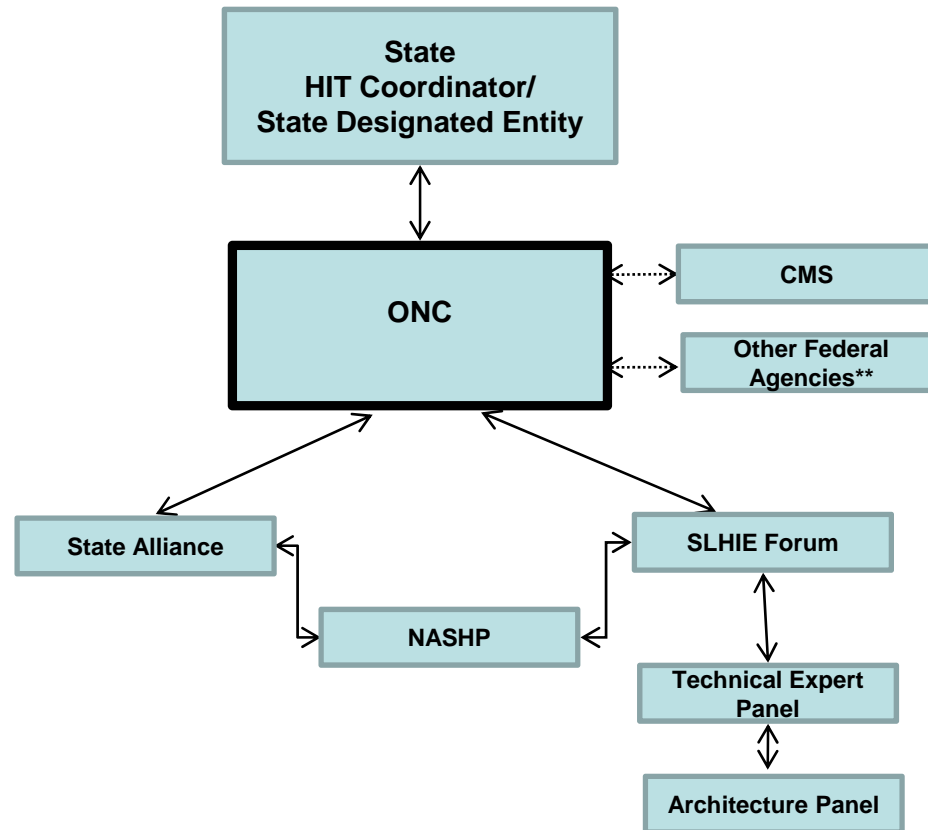 State
HIT Coordinator/
State Designated Entity
ONC
CMS
Other Federal
Agencies**
State Alliance
SLHIE Forum
NASHP
Technical Expert
Panel
Architecture Panel